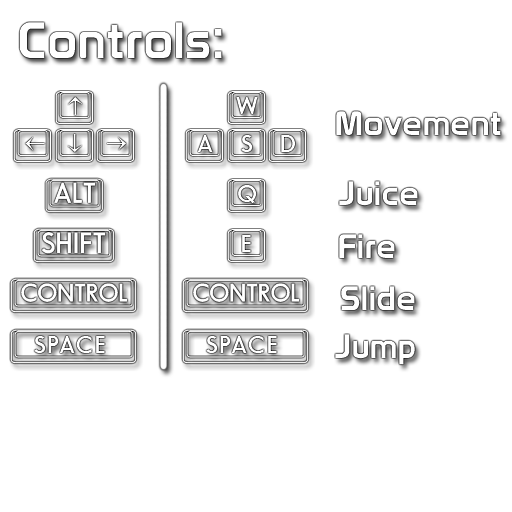 Controls:
↑ W
← ↓ → A S D Movement
ALT Q Juice
SHIFT E Fire
CONTROL CONTROL Slide
SPACE SPACE Jump